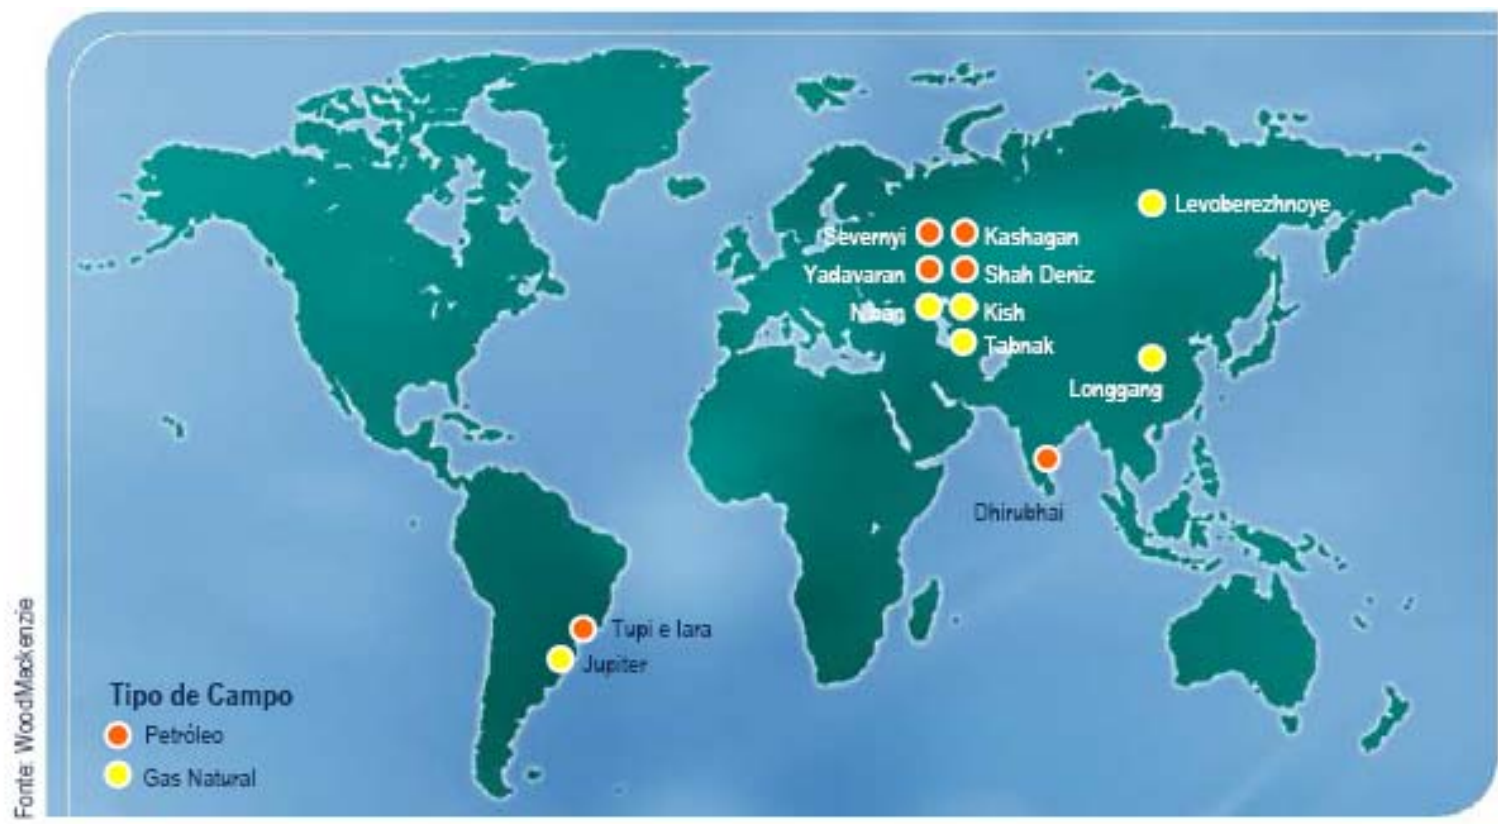 Levoberezhnoye
Severnyi
Kashagan
Yadavaran
Shah Deniz
Kish
Tabnak
Longgang
Dhirubhai
Tupi e Iara
Jupiter
Tipo de Campo
Petróleo
Gas Natural
Fonte: WoodMackenzie